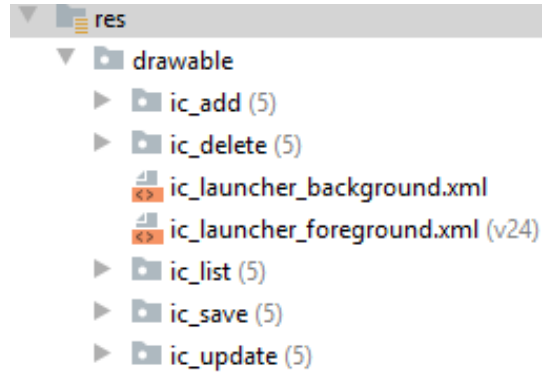 res
drawable
ic_add (5)
ic_delete (5)
ic_launcher_background.xml
ic_launcher_foreground.xml (v24)
ic_list (5)
ic_save (5)
ic_update (5)